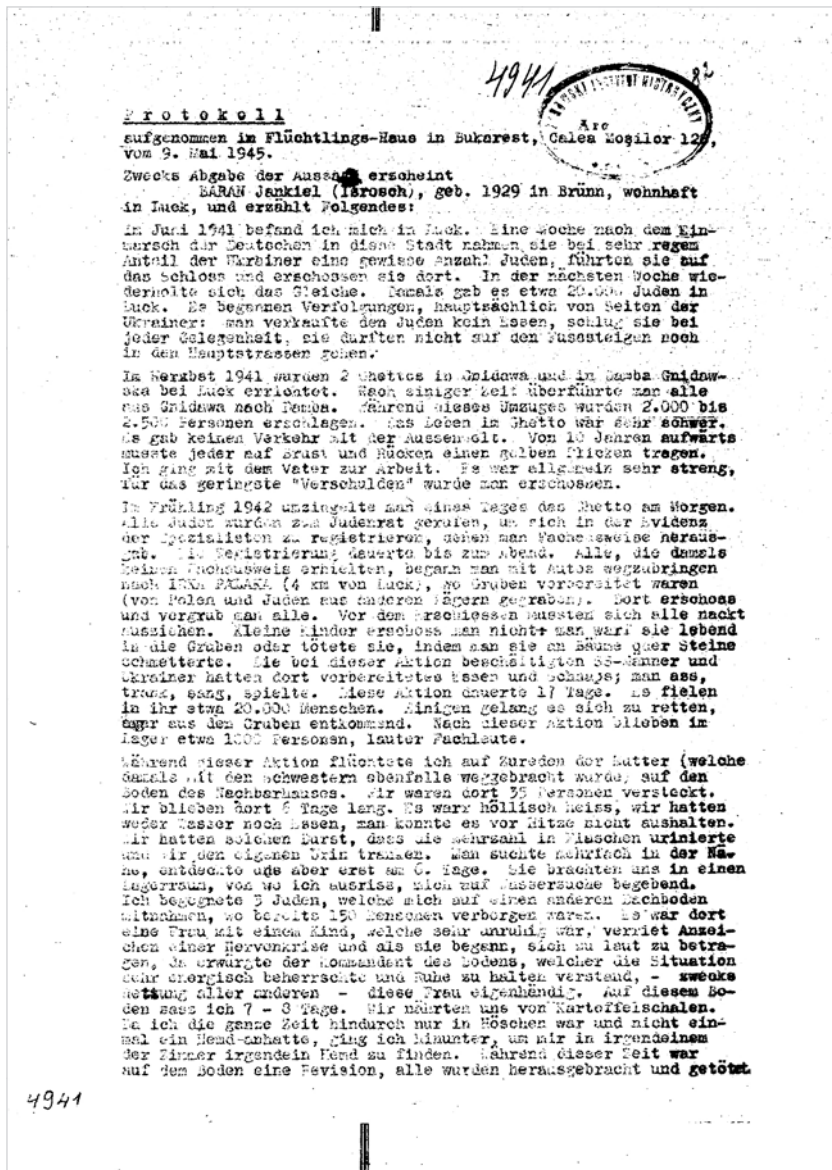 4941
82
Protokoll
aufgenommen im Flüchtlings-Haus in Bukarest, Calea Moşilor 128,
vom 9. Mai 1945.
Zwecks Abgabe der Aussage erscheint
BARAN Jankiel (Isrosch), geb. 1929 in Brünn, wohnhaft
in Luck, und erzählt Folgendes:
In Juni 1941 befand ich mich in Luck. Eine Woche nach dem Ein-
marsch der Deutschen in diese Stadt nahmen sie bei sehr regem
Anteil der Ukrainer eine gewisse Anzahl Juden, führten sie auf
das Schloss und erschossen sie dort. In der nächsten Woche wie-
derholte sich das Gleiche. Damals gab es etwa 20.000 Juden in
Luck. Es begannen Verfolgungen, hauptsächlich von Seiten der
Ukrainer: man verkaufte den Juden kein Essen, schlug sie bei
jeder Gelegenheit, sie durften nicht auf den Fussteigen noch
in den Hauptstrassen gehen.
Im Herxbst 1941 wurden 2 Ghettos in Gnidawa und in Damba Gnidaw-
ska bei Luck errichtet. Nach einiger Zeit überführte man alle
aus Gnidawa nach Damba. Während dieses Umzuges wurden 2.000 bis
2.500 Personen erschlagen. Das Leben im Ghetto war sehr schwer.
Es gab keinen Verkehr mit der Aussenwelt. Von 10 Jahren aufwärts
musste jeder auf Brust und Rücken einen gelben Flicken tragen.
Ich ging mit dem Vater zur Arbeit. Es war allgemein sehr streng,
für das geringste "Verschulden" wurde man erschossen.
Im Frühling 1942 umzingelte man eines Tages das Ghetto am Morgen.
Alle Juden wurden zum Judenrat gerufen, um sich in der Evidenz
der Spezialisten zu registrieren, denen man Fachausweise heraus-
gab. Die Registrierung dauerte bis zum Abend. Alle, die damals
keinen Fachausweis erhielten, begann man mit Autos wegzubringen
nach (4 km von Luck), wo Gruben vorbereitet waren
(von Polen und Juden aus anderen Lägern gegraben). Dort erschoss
und vergrub man alle. Vor dem Erschiessen mussten sich alle nackt
ausziehen. Kleine Kinder erschoss man nicht+ man warf sie lebend
in die Gruben oder tötete sie, indem man sie an Bäume quer Steine
schmetterte. Die bei dieser Aktion beschäftigten SS-Männer und
Ukrainer hatten dort vorbereitetes Essen und Schnaps; man ass,
trank, sang, spielte. Diese Aktion dauerte 17 Tage. Es fielen
in ihr etwa 20.000 Menschen. Einigen gelang es sich zu retten,
aus den Gruben entkommend. Nach dieser Aktion blieben im
Lager etwa 1000 Personen, lauter Fachleute.
Während dieser Aktion flüchtete ich auf Zureden der Mutter (welche
damals mit den Schwestern ebenfalls weggebracht wurde) auf den
Boden des Nachbarhauses. Wir waren dort 35 Personen versteckt.
Wir blieben dort 6 Tage lang. Es warr höllisch heiss, wir hatten
weder Wasser noch Essen, man konnte es vor Hitze nicht aushalten.
Wir hatten solchen Durst, dass die Mehrzahl in Flaschen urinierte
und wir den eigenen Urin tranken. Man suchte mehrfach in der Nä-
he, entdeckte uns aber erst am 6. Tage. Sie brachten uns in einen
Lagerraum, von wo ich ausriss, mich auf Wassersuche begebend.
Ich begegnete 3 Juden, welche mich auf einen anderen Dachboden
mitnahmen, wo bereits 150 Menschen verborgen waren. Es war dort
eine Frau mit einem Kind, welche sehr unruhig war, verriet Anzei-
chen einer Nervenkrise und als sie begann, sich zu laut zu betra-
gen, da erwürgte der Kommandant des Bodens, welcher die Situation
sehr energisch beherrschte und Ruhe zu halten verstand, - zwecks
Rettung aller anderen - diese Frau eigenhändig. Auf diesem Bo-
den sass ich 7 - 8 Tage. Wir nährten uns von Kartoffelschalen.
Da ich die ganze Zeit hindurch nur in Höschen war und nicht ein-
mal ein Hemd-anhatte, ging ich hinunter, um mir in irgendeinem
der Zimmer irgendein Hemd zu finden. Während dieser Zeit war
auf dem Boden eine Revision, alle wurden herausgebracht und getötet.
4941